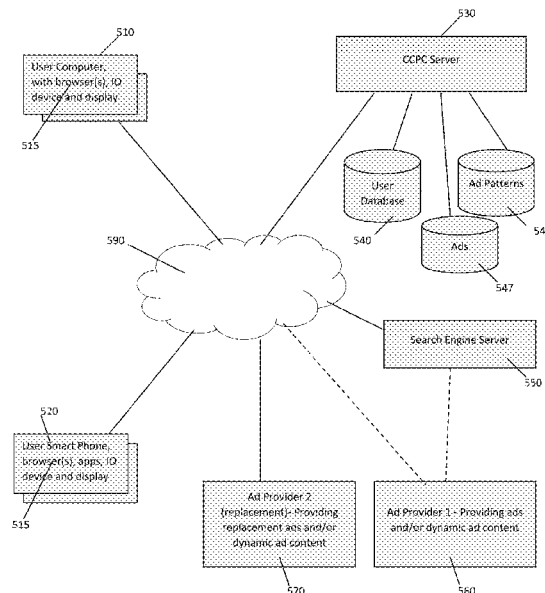 510
User Computer,
with browser(s), IO
device and display
515
530
CCPC Server
User
Database
540
Ad Patterns
54
Ads
547
590
Search Engine Server
550
520
User Smart Phone,
browser(s), apps, IO
device and display
515
Ad Provider 2
(replacement)- Providing
replacement ads and/or
dynamic ad content
570
Ad Provider 1 - Providing ads
and/or dynamic ad content
560